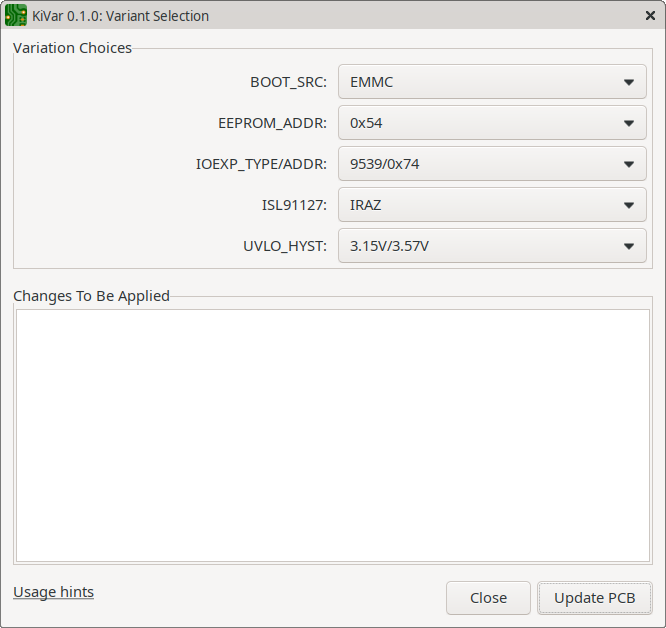 KiVar 0.1.0: Variant Selection
Variation Choices
BOOT_SRC: EMMC
EEPROM_ADDR: 0x54
IOEXP_TYPE/ADDR: 9539/0x74
ISL91127: IRAZ
UVLO_HYST: 3.15V/3.57V
Changes To Be Applied
Usage hints Close Update PCB